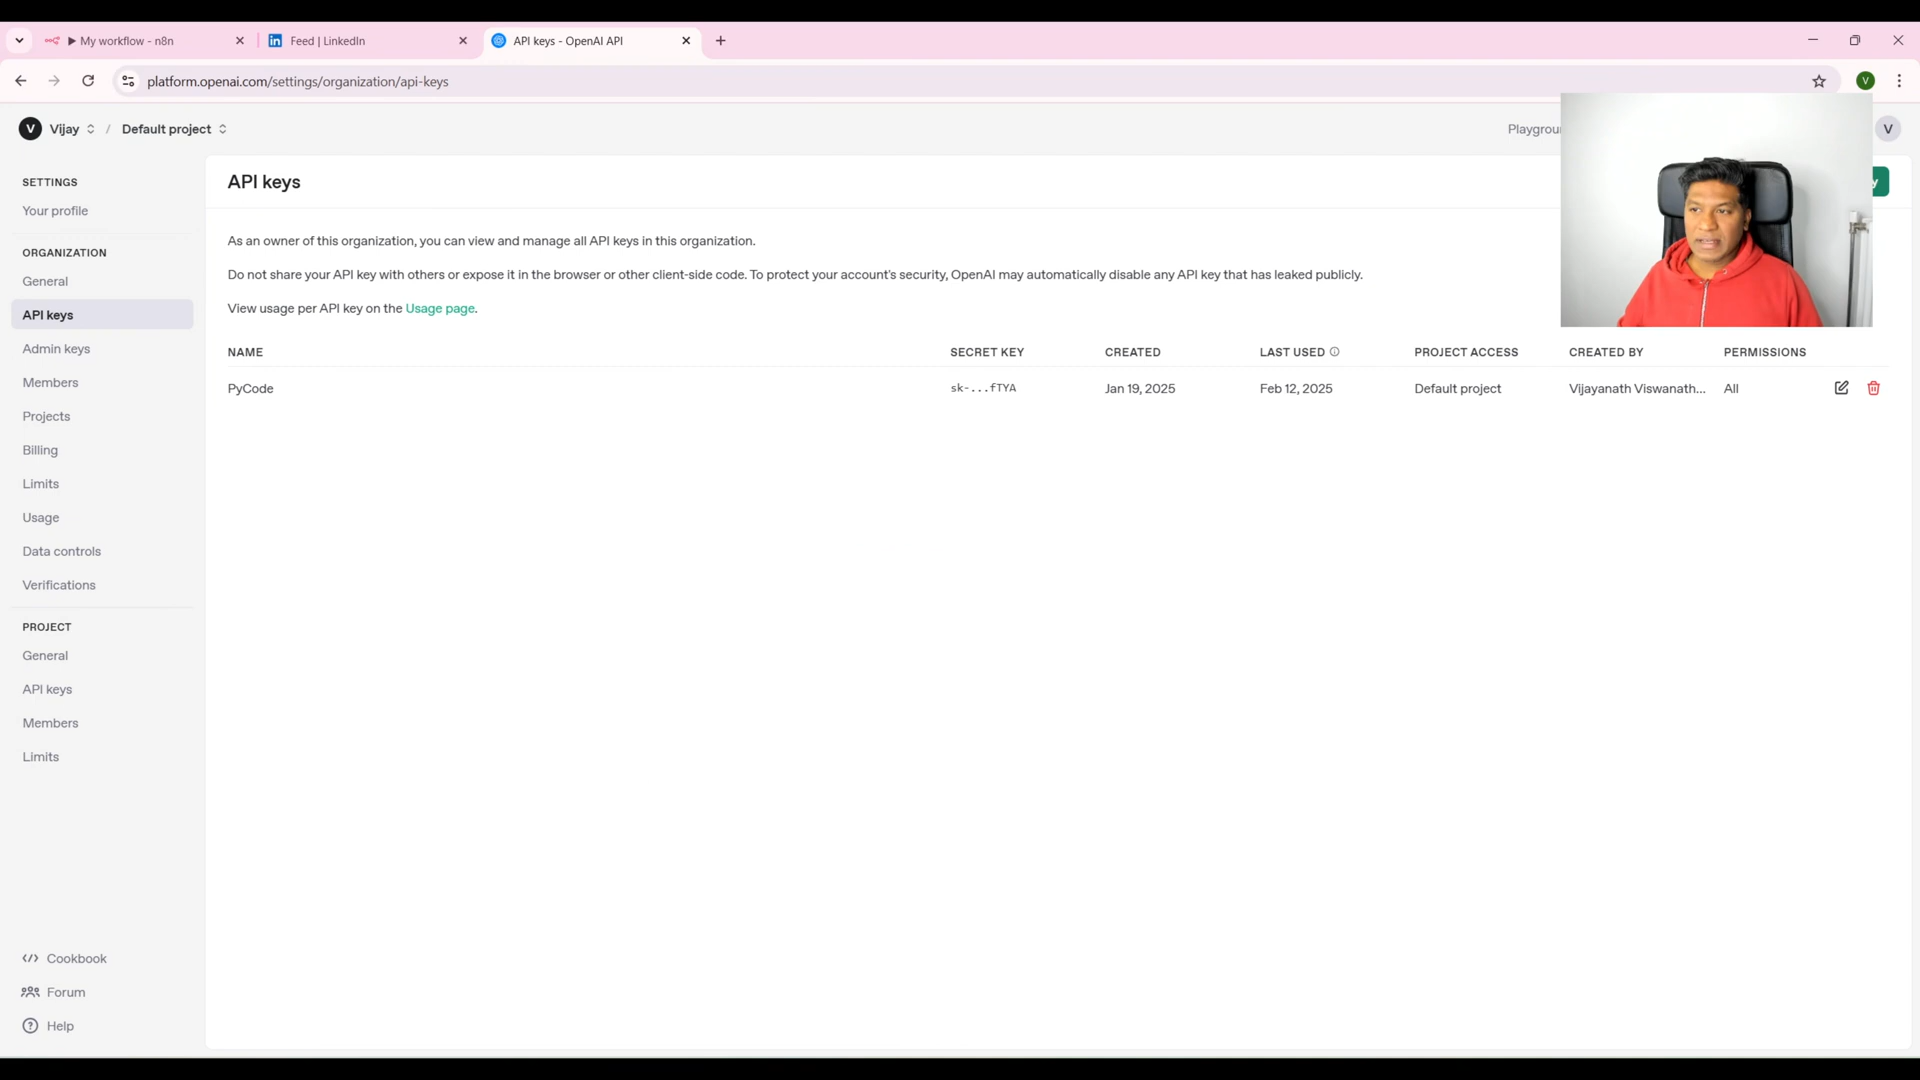 ▶ My workflow - n8n
Feed | LinkedIn
API keys - OpenAI API
platform.openai.com/settings/organization/api-keys
V
V
Vijay
/
Default project
V
SETTINGS
Your profile
ORGANIZATION
General
API keys
Admin keys
Members
Projects
Billing
Limits
Usage
Data controls
Verifications
PROJECT
General
API keys
Members
Limits
Cookbook
Forum
Help
API keys
As an owner of this organization, you can view and manage all API keys in this organization.
Do not share your API key with others or expose it in the browser or other client-side code. To protect your account's security, OpenAI may automatically disable any API key that has leaked publicly.
View usage per API key on the Usage page.
NAME SECRET KEY CREATED LAST USED PROJECT ACCESS CREATED BY PERMISSIONS
PyCode sk-...fTYA Jan 19, 2025 Feb 12, 2025 Default project Vijayanath Viswanath... All